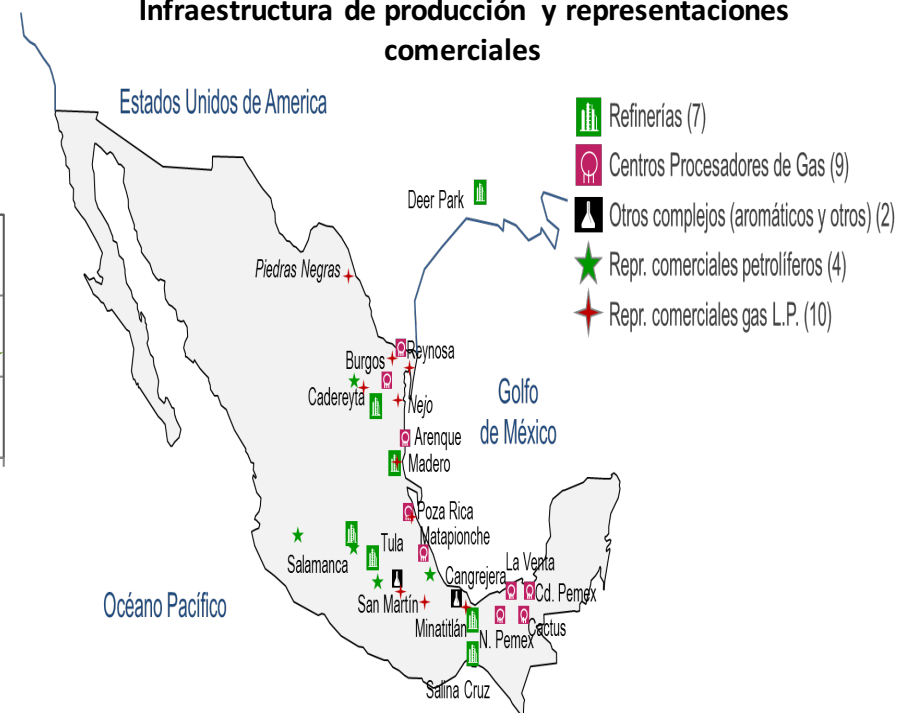 Infraestructura de producción y representaciones
comerciales
Estados Unidos de America
Refinerías (7)
Centros Procesadores de Gas (9)
Otros complejos (aromáticos y otros) (2)
Repr. comerciales petrolíferos (4)
Repr. comerciales gas L.P. (10)
Deer Park
Piedras Negras
Reynosa
Burgos
Cadereyta
Nejo
Golfo
de México
Arenque
Madero
Poza Rica
Matapionche
Tula
Salamanca
La Venta
Cangrejera
Cd. Pemex
San Martín
Océano Pacífico
Minatitlán
Cactus
N. Pemex
Salina Cruz